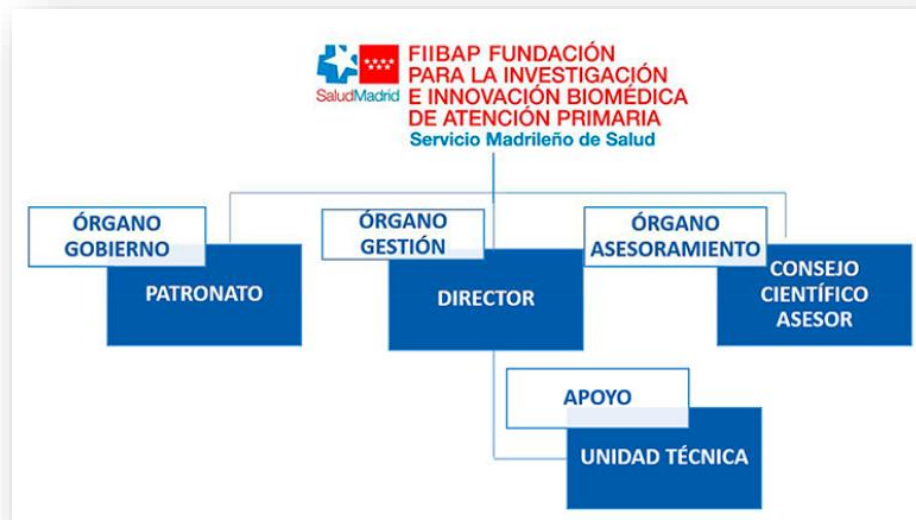 FIIBAP FUNDACIÓN
PARA LA INVESTIGACIÓN
E INNOVACIÓN BIOMÉDICA
DE ATENCIÓN PRIMARIA
Servicio Madrileño de Salud
SaludMadrid
ÓRGANO
GOBIERNO
PATRONATO
ÓRGANO
GESTIÓN
DIRECTOR
ÓRGANO
ASESORAMIENTO
CONSEJO
CIENTÍFICO
ASESOR
APOYO
UNIDAD TÉCNICA